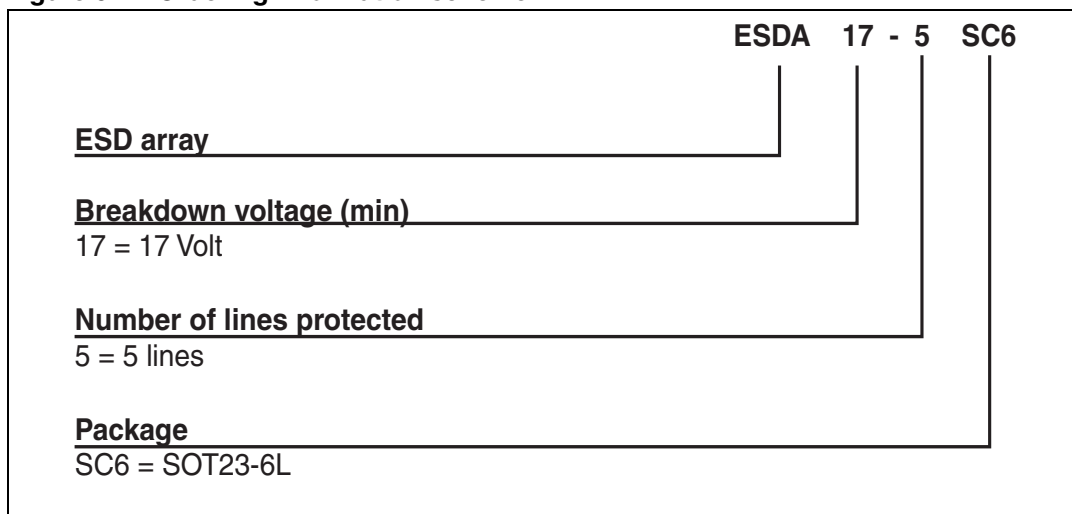 ESDA 17 - 5 SC6
ESD array
Breakdown voltage (min)
17 = 17 Volt
Number of lines protected
5 = 5 lines
Package
SC6 = SOT23-6L